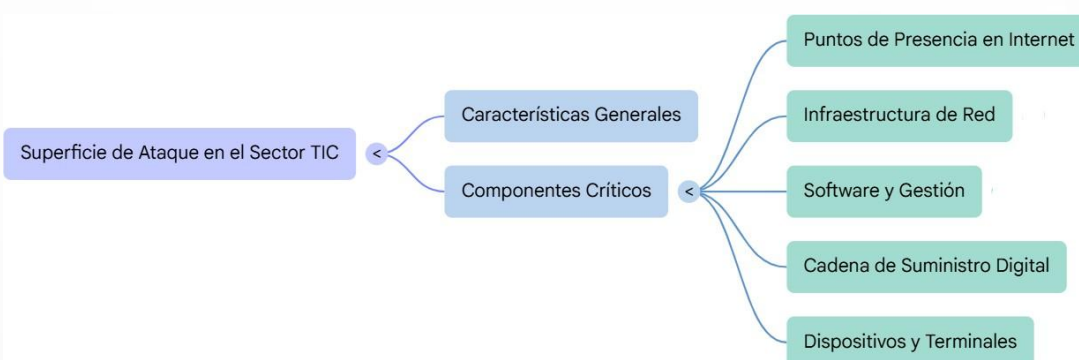 Superficie de Ataque en el Sector TIC
<
Características Generales
Componentes Críticos
<
Puntos de Presencia en Internet
Infraestructura de Red
Software y Gestión
Cadena de Suministro Digital
Dispositivos y Terminales